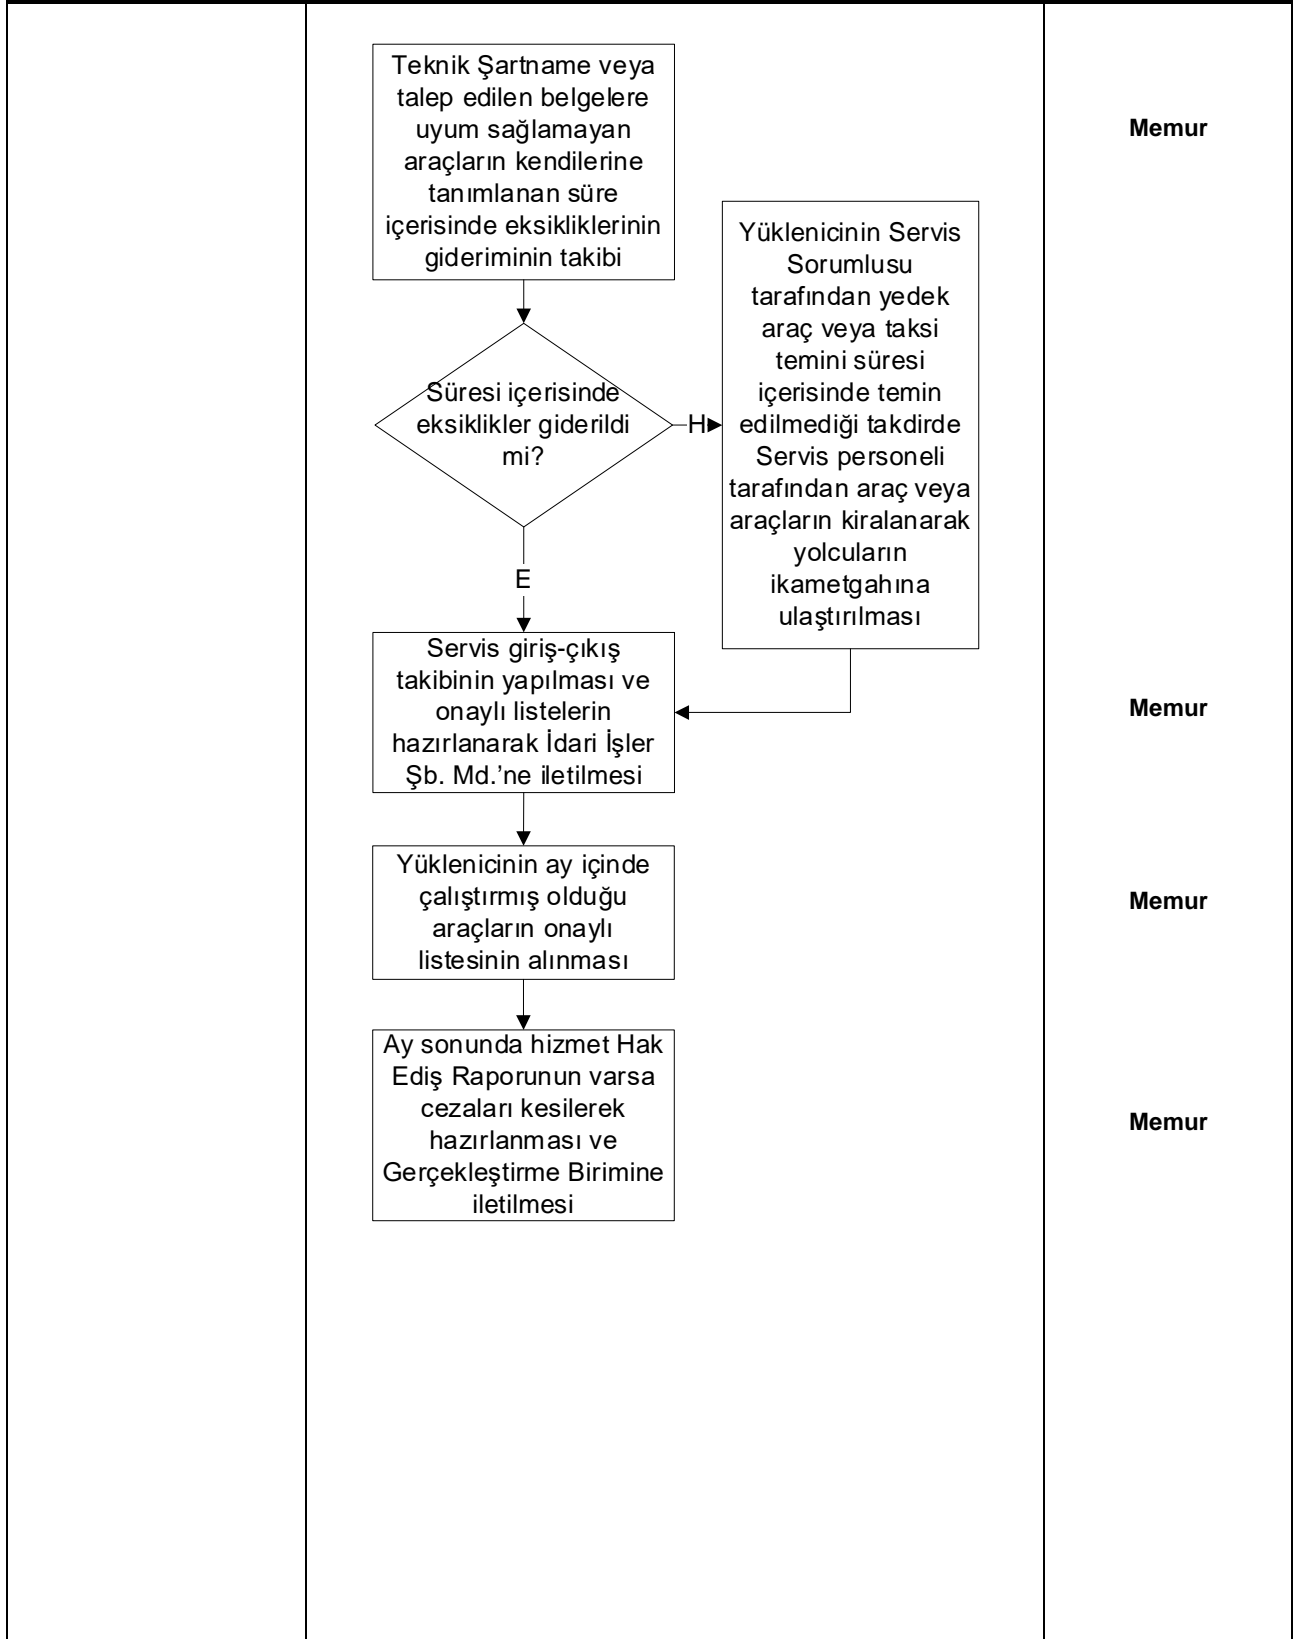 Teknik Şartname veya
talep edilen belgelere
uyum sağlamayan
araçların kendilerine
tanımlanan süre
içerisinde eksikliklerinin
gideriminin takibi
Memur
Süresi içerisinde
eksiklikler giderildi
mi?
H
Yüklenicinin Servis
Sorumlusu
tarafından yedek
araç veya taksi
temini süresi
içerisinde temin
edilmediği takdirde
Servis personeli
tarafından araç veya
araçların kiralanarak
yolcuların
ikametgahına
ulaştırılması
E
Servis giriş-çıkış
takibinin yapılması ve
onaylı listelerin
hazırlanarak İdari İşler
Şb. Md.’ne iletilmesi
Memur
Yüklenicinin ay içinde
çalıştırmış olduğu
araçların onaylı
listesinin alınması
Memur
Ay sonunda hizmet Hak
Ediş Raporunun varsa
cezaları kesilerek
hazırlanması ve
Gerçekleştirme Birimine
iletilmesi
Memur